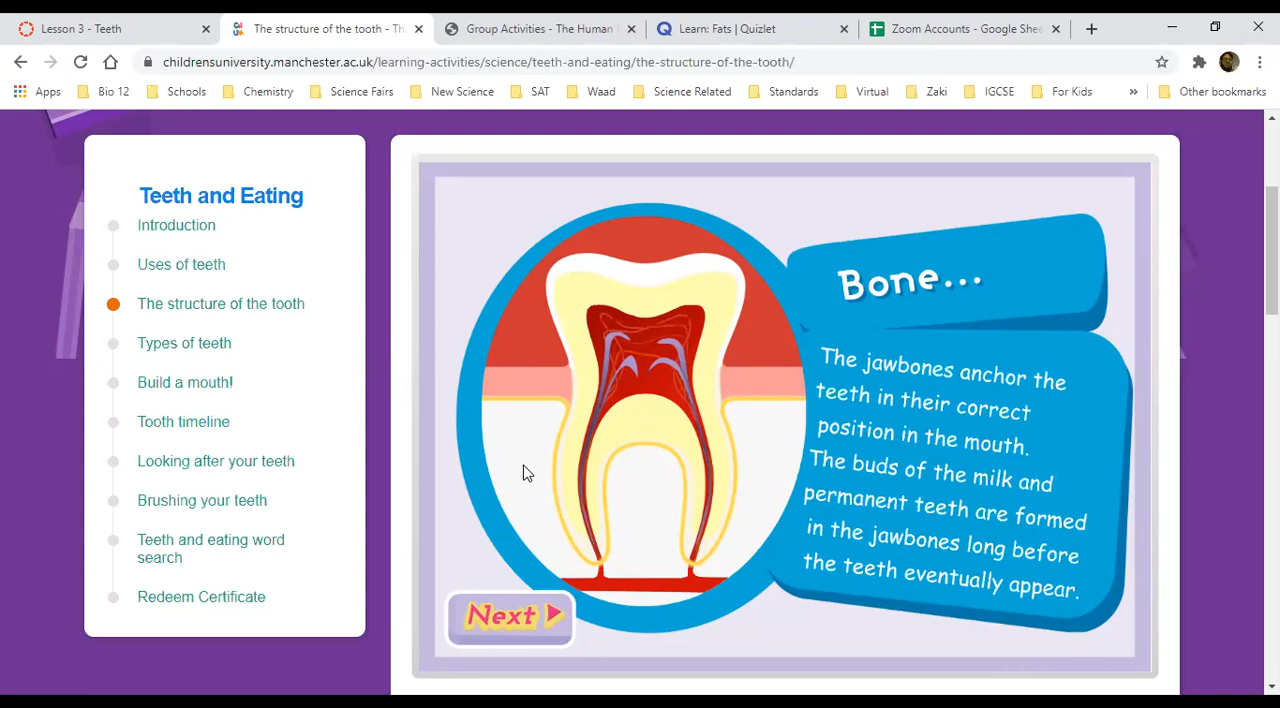 Lesson 3 - Teeth
The structure of the tooth - Th
Group Activities - The Human
Learn: Fats | Quizlet
Zoom Accounts - Google Shee
childrensuniversity.manchester.ac.uk/learning-activities/science/teeth-and-eating/the-structure-of-the-tooth/
Apps Bio 12 Schools Chemistry Science Fairs New Science SAT Waad Science Related Standards Virtual Zaki IGCSE For Kids » Other bookmarks
Teeth and Eating
Introduction
Uses of teeth
The structure of the tooth
Types of teeth
Build a mouth!
Tooth timeline
Looking after your teeth
Brushing your teeth
Teeth and eating word
search
Redeem Certificate
Bone...
The jawbones anchor the
teeth in their correct
position in the mouth.
The buds of the milk and
permanent teeth are formed
in the jawbones long before
the teeth eventually appear.
Next